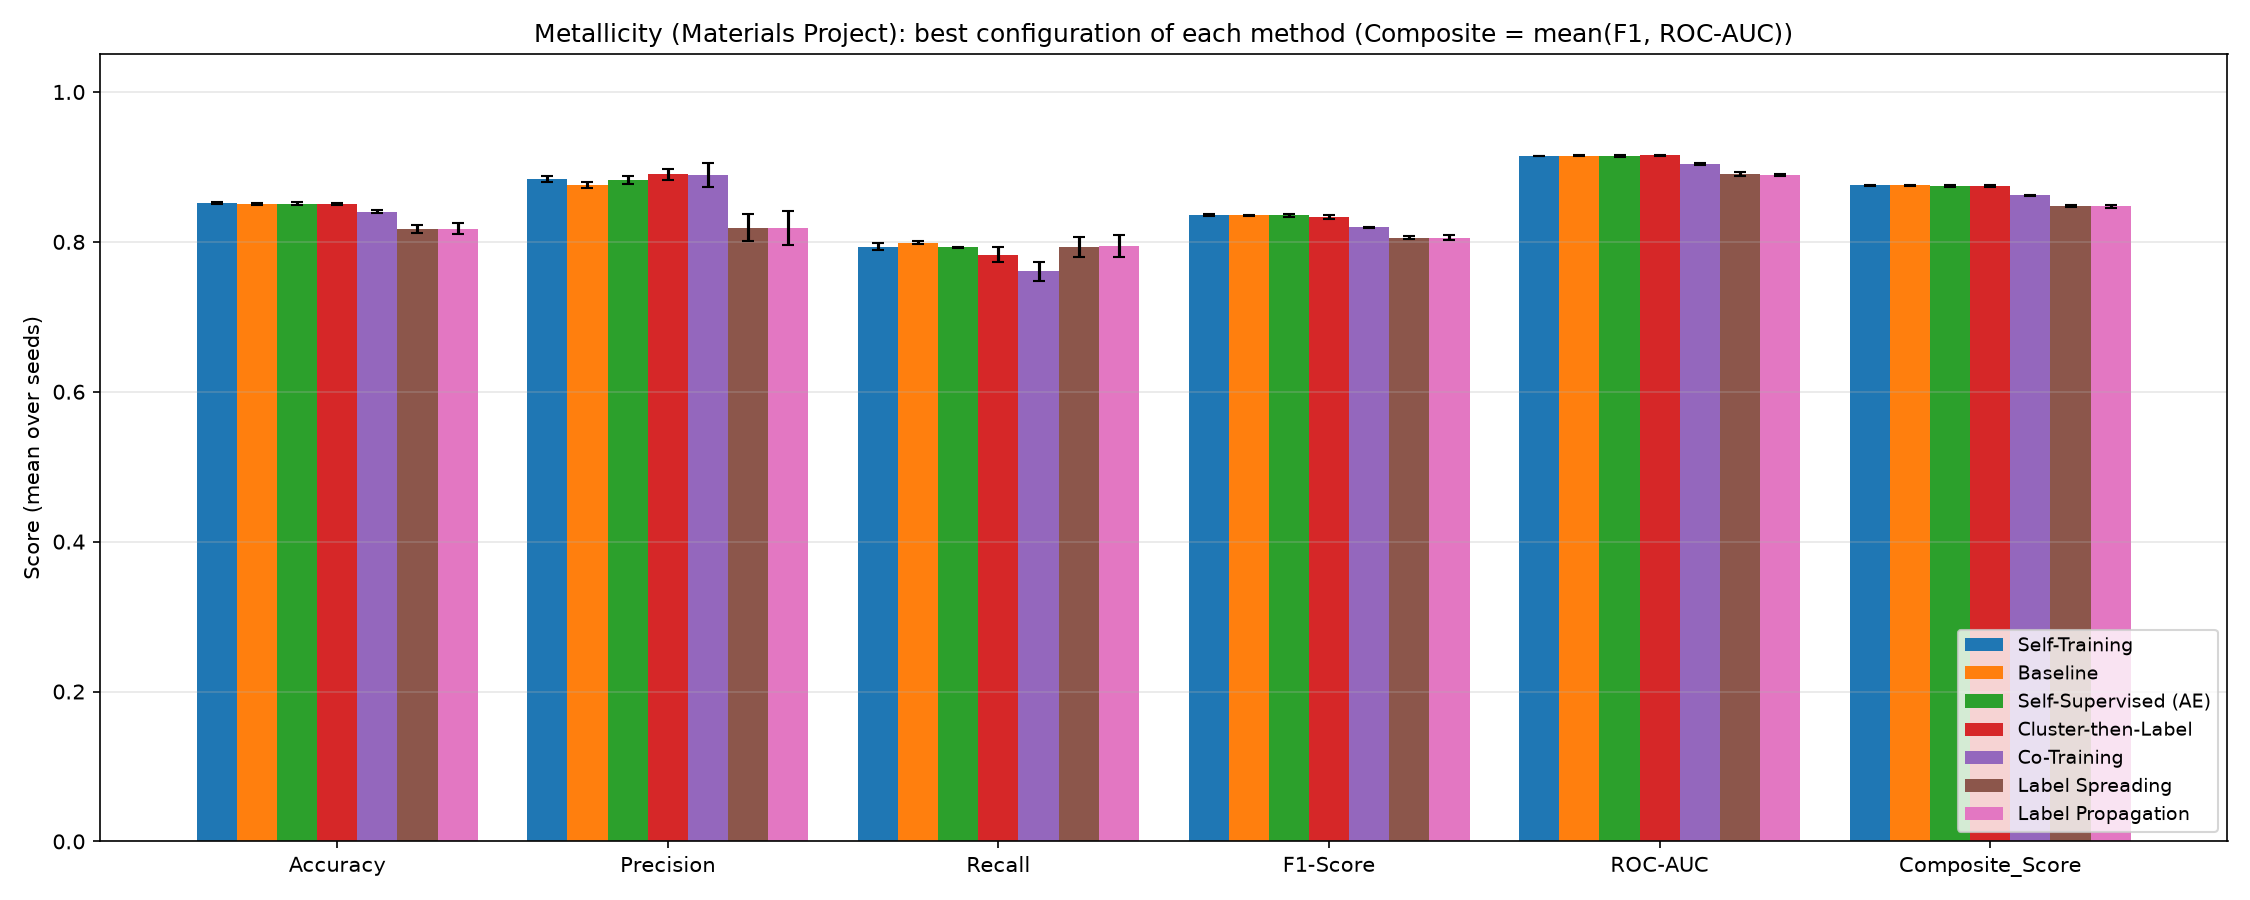 Metallicity (Materials Project): best configuration of each method (Composite = mean(F1, ROC-AUC))
Score (mean over seeds)
1.0
0.8
0.6
0.4
0.2
0.0
Accuracy
Precision
Recall
F1-Score
ROC-AUC
Composite_Score
Self-Training
Baseline
Self-Supervised (AE)
Cluster-then-Label
Co-Training
Label Spreading
Label Propagation